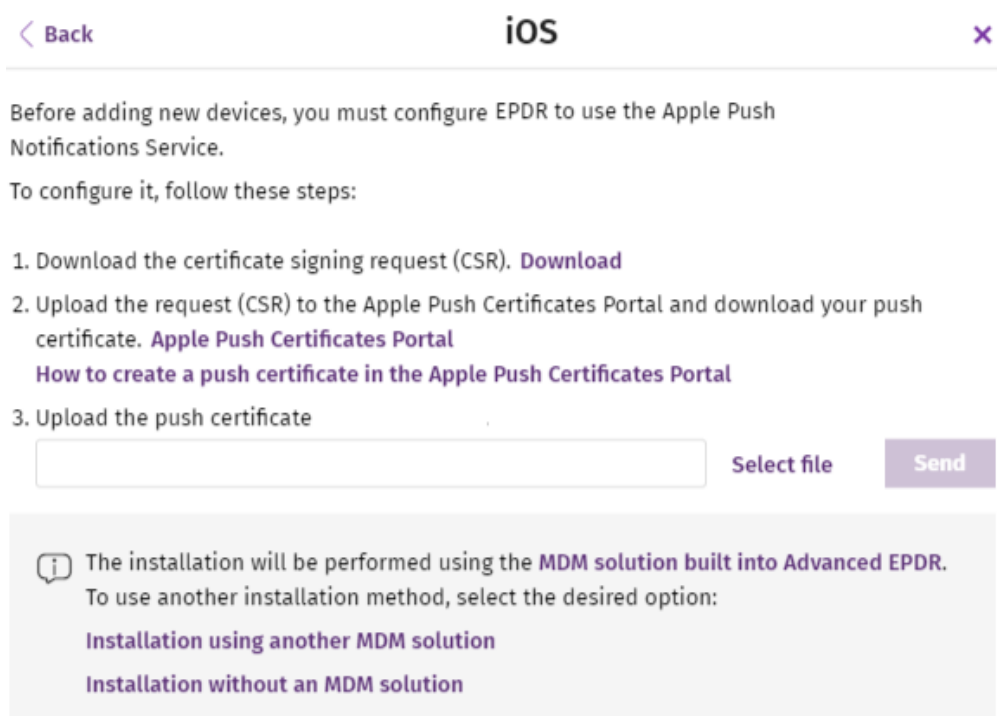 Back
iOS
Before adding new devices, you must configure EPDR to use the Apple Push
Notifications Service.
To configure it, follow these steps:
1. Download the certificate signing request (CSR). Download
2. Upload the request (CSR) to the Apple Push Certificates Portal and download your push
certificate. Apple Push Certificates Portal
How to create a push certificate in the Apple Push Certificates Portal
3. Upload the push certificate
Select file
Send
The installation will be performed using the MDM solution built into Advanced EPDR.
To use another installation method, select the desired option:
Installation using another MDM solution
Installation without an MDM solution